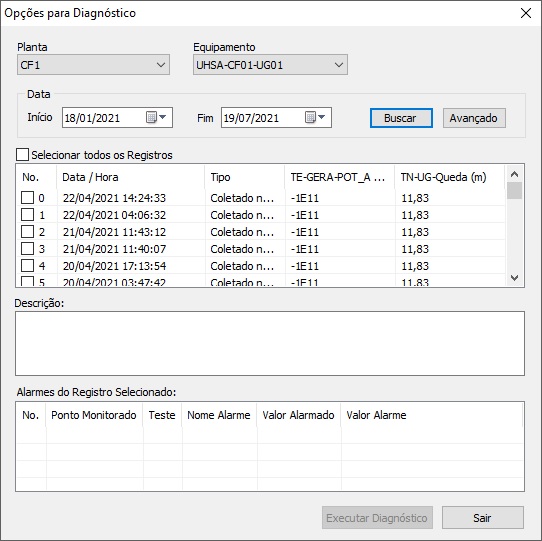 Opções para Diagnóstico
Planta Equipamento
CF1 UHSA-CF01-UG01
Data
Início 18/01/2021 Fim 19/07/2021 Buscar Avançado
Selecionar todos os Registros
No. Data / Hora Tipo TE-GERA-POT_A ... TN-UG-Queda (m)
0 22/04/2021 14:24:33 Coletado n... -1E11 11,83
1 22/04/2021 04:06:32 Coletado n... -1E11 11,83
2 21/04/2021 11:43:12 Coletado n... -1E11 11,83
3 21/04/2021 11:40:07 Coletado n... -1E11 11,83
4 20/04/2021 17:13:54 Coletado n... -1E11 11,83
5 20/04/2021 03:47:42 Coletado n... -1E11 11,83
Descrição:
Alarmes do Registro Selecionado:
No. Ponto Monitorado Teste Nome Alarme Valor Alarmado Valor Alarme
Executar Diagnóstico Sair